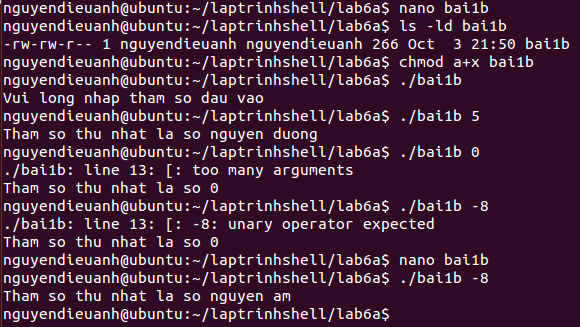 nguyendieuanh@ubuntu:~/laptrinhshell/lab6a$ nano bai1b
nguyendieuanh@ubuntu:~/laptrinhshell/lab6a$ ls -ld bai1b
-rw-rw-r-- 1 nguyendieuanh nguyendieuanh 266 Oct  3 21:50 bai1b
nguyendieuanh@ubuntu:~/laptrinhshell/lab6a$ chmod a+x bai1b
nguyendieuanh@ubuntu:~/laptrinhshell/lab6a$ ./bai1b
Vui long nhap tham so dau vao
nguyendieuanh@ubuntu:~/laptrinhshell/lab6a$ ./bai1b 5
Tham so thu nhat la so nguyen duong
nguyendieuanh@ubuntu:~/laptrinhshell/lab6a$ ./bai1b 0
./bai1b: line 13: [: too many arguments
Tham so thu nhat la so 0
nguyendieuanh@ubuntu:~/laptrinhshell/lab6a$ ./bai1b -8
./bai1b: line 13: [: -8: unary operator expected
Tham so thu nhat la so 0
nguyendieuanh@ubuntu:~/laptrinhshell/lab6a$ nano bai1b
nguyendieuanh@ubuntu:~/laptrinhshell/lab6a$ ./bai1b -8
Tham so thu nhat la so nguyen am
nguyendieuanh@ubuntu:~/laptrinhshell/lab6a$